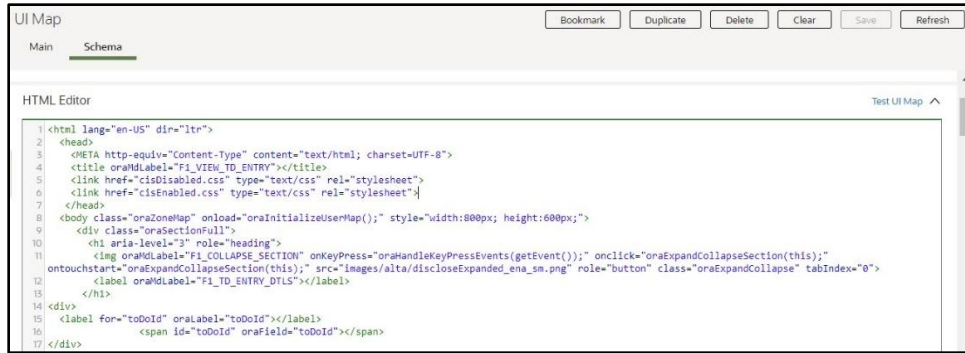 UI Map
Bookmark Duplicate Delete Clear Save Refresh
Main Schema
HTML Editor
Test UI Map
1 <html lang="en-US" dir="ltr">
2 <head>
3 <META http-equiv="Content-Type" content="text/html; charset=UTF-8">
4 <title oraMdLabel="F1_VIEW_TD_ENTRY"></title>
5 <link href="cisDisabled.css" type="text/css" rel="stylesheet">
6 <link href="cisEnabled.css" type="text/css" rel="stylesheet">
7 </head>
8 <body class="oraZoneMap" onload="oraInitializeUserMap();" style="width:800px; height:600px;">
9 <div class="oraSectionFull">
10 <h1 aria-level="3" role="heading">
11 <img oraMdLabel="F1_COLLAPSE_SECTION" onKeyPress="oraHandleKeyPressEvents(getEvent());" onclick="oraExpandCollapseSection(this);"
ontouchstart="oraExpandCollapseSection(this);" src="images/alta/discloseExpanded_ena_sm.png" role="button" class="oraExpandCollapse" tabIndex="0">
12 <label oraMdLabel="F1_TD_ENTRY_DTLS"></label>
13 </h1>
14 <div>
15 <label for="toDoId" oraLabel="toDoId"></label>
16 <span id="toDoId" oraField="toDoId"></span>
17 </div>